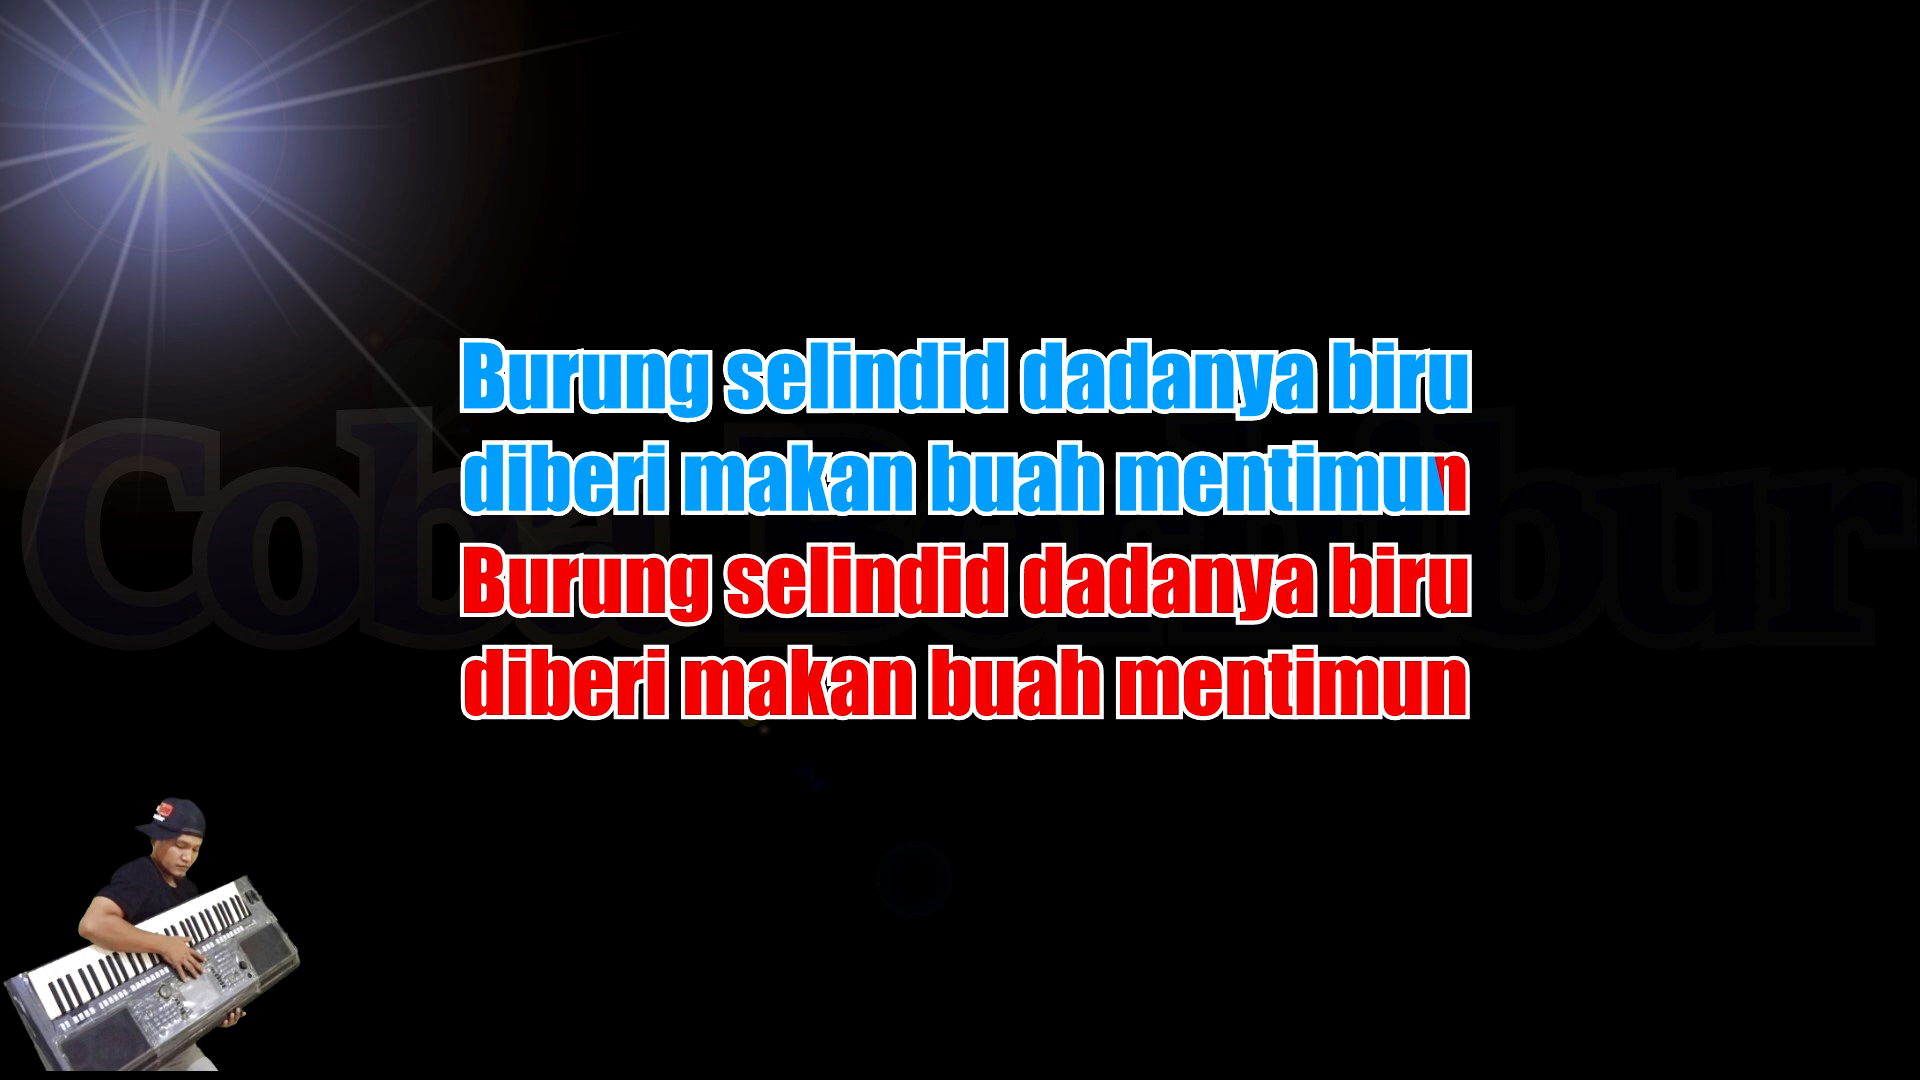 Burung selindid dadanya biru
diberi makan buah mentimun
Burung selindid dadanya biru
diberi makan buah mentimun